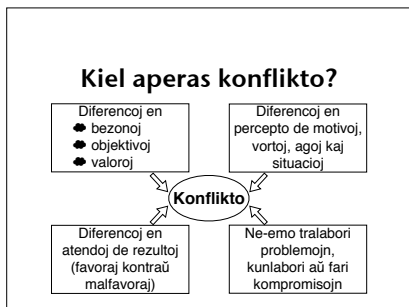 Kiel aperas konflikto?
Diferencoj en
bezonoj
objektivoj
valoroj
Diferencoj en
percepto de motivoj,
vortoj, agoj kaj
situacioj
Konflikto
Diferencoj en
atendoj de rezultoj
(favoraj kontraŭ
malfavoraj)
Ne-emo tralabori
problemojn,
kunlabori aŭ fari
kompromisojn